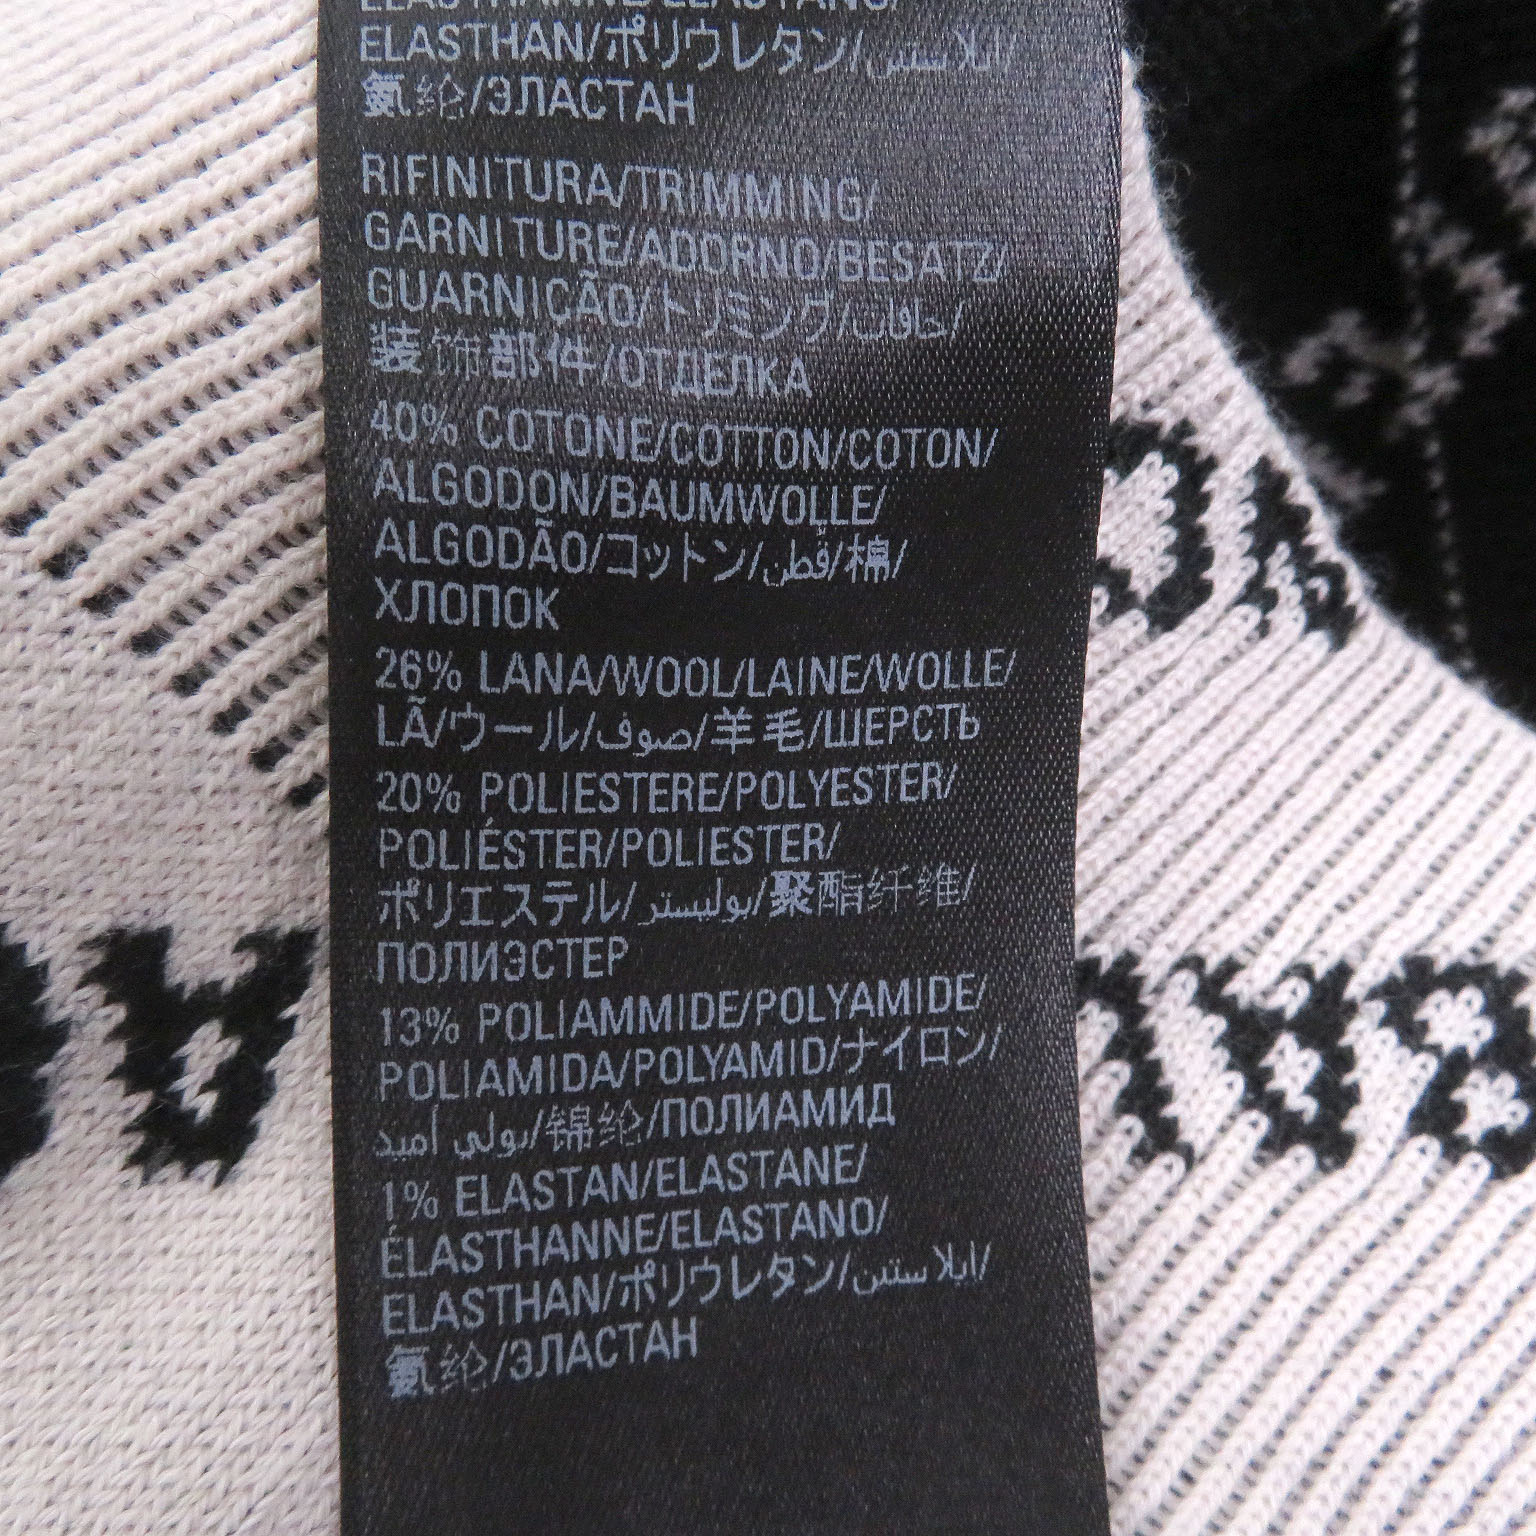 ELASTHANNE/ELASTANO/
ELASTHAN/ポリウレタン/ايلاستين/
氨纶/ЭЛАСТАН
RIFINITURA/TRIMMING/
GARNITURE/ADORNO/BESATZ/
GUARNIÇÃO/トリミング/حافات/
装饰部件/ОТДЕЛКА
40% COTONE/COTTON/COTON/
ALGODON/BAUMWOLLE/
ALGODÃO/コットン/قطن/棉/
ХЛОПОК
26% LANA/WOOL/LAINE/WOLLE/
LÃ/ウール/صوف/羊毛/ШЕРСТЬ
20% POLIESTERE/POLYESTER/
POLIÉSTER/POLIESTER/
ポリエステル/بوليستر/聚酯纤维/
ПОЛИЭСТЕР
13% POLIAMMIDE/POLYAMIDE/
POLIAMIDA/POLYAMID/ナイロン/
بولي أميد/锦纶/ПОЛИАМИД
1% ELASTAN/ELASTANE/
ÉLASTHANNE/ELASTANO/
ELASTHAN/ポリウレタン/ايلاستين/
氨纶/ЭЛАСТАН